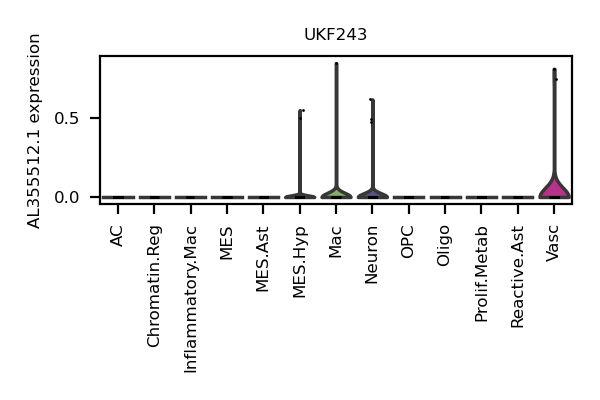 UKF243
AL355512.1 expression
0.5
0.0
AC
Chromatin.Reg
Inflammatory.Mac
MES
MES.Ast
MES.Hyp
Mac
Neuron
OPC
Oligo
Prolif.Metab
Reactive.Ast
Vasc